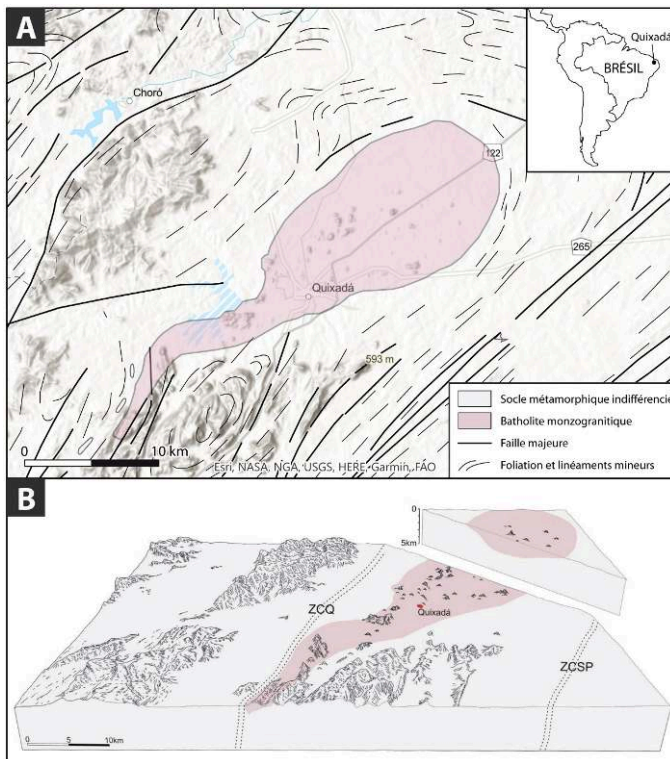 A
Quixadá
BRÉSIL
Choró
122
265
Quixadá
593 m
Socle métamorphique indifférencié
Batholite monzogranitique
Faille majeure
Foliation et linéaments mineurs
0 10 km
Esri, NASA, NGA, USGS, HERE, Garmin, FAO
B
0
5km
ZCQ
Quixadá
ZCSP
0 5 10km